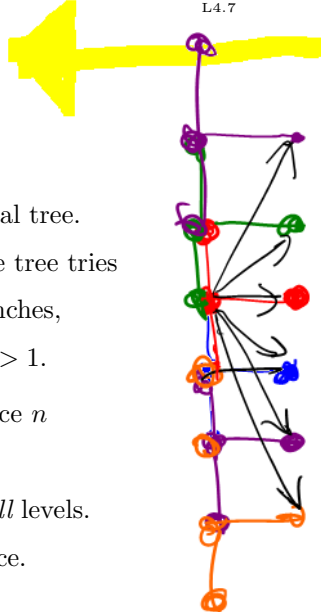 L4.7
al tree.
e tree tries
nches,
> 1.
ce n
ll levels.
ce.